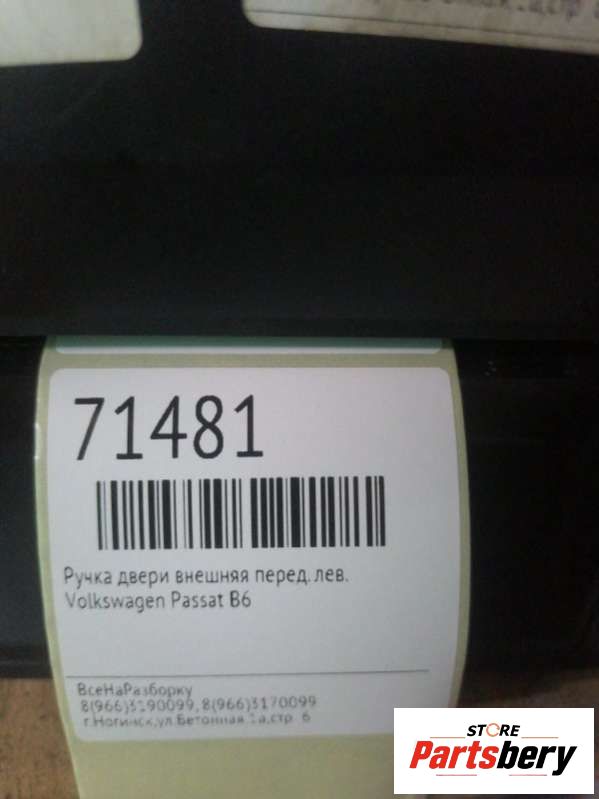 71481
Ручка двери внешняя перед. лев.
Volkswagen Passat B6
ВсеНаРазборку
8(966)3190099, 8(966)3170099
г.Ногинск,ул.Бетонная 1а,стр. 6
STORE
Partsbery